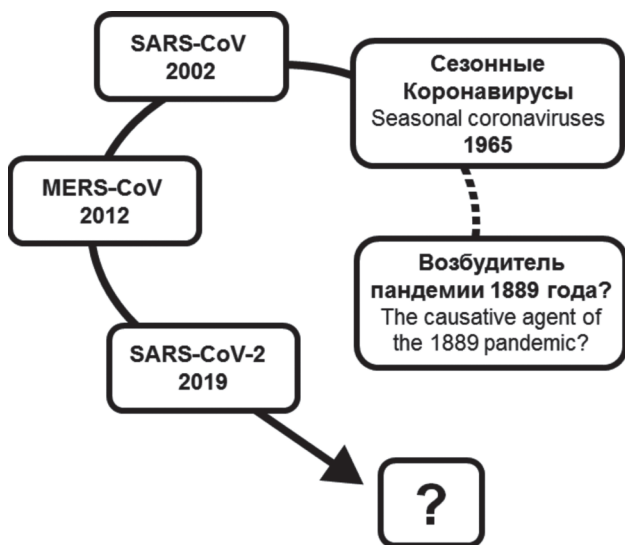 SARS-CoV
2002
Сезонные
Коронавирусы
Seasonal coronaviruses
1965
MERS-CoV
2012
Возбудитель
пандемии 1889 года?
The causative agent of
the 1889 pandemic?
SARS-CoV-2
2019
?